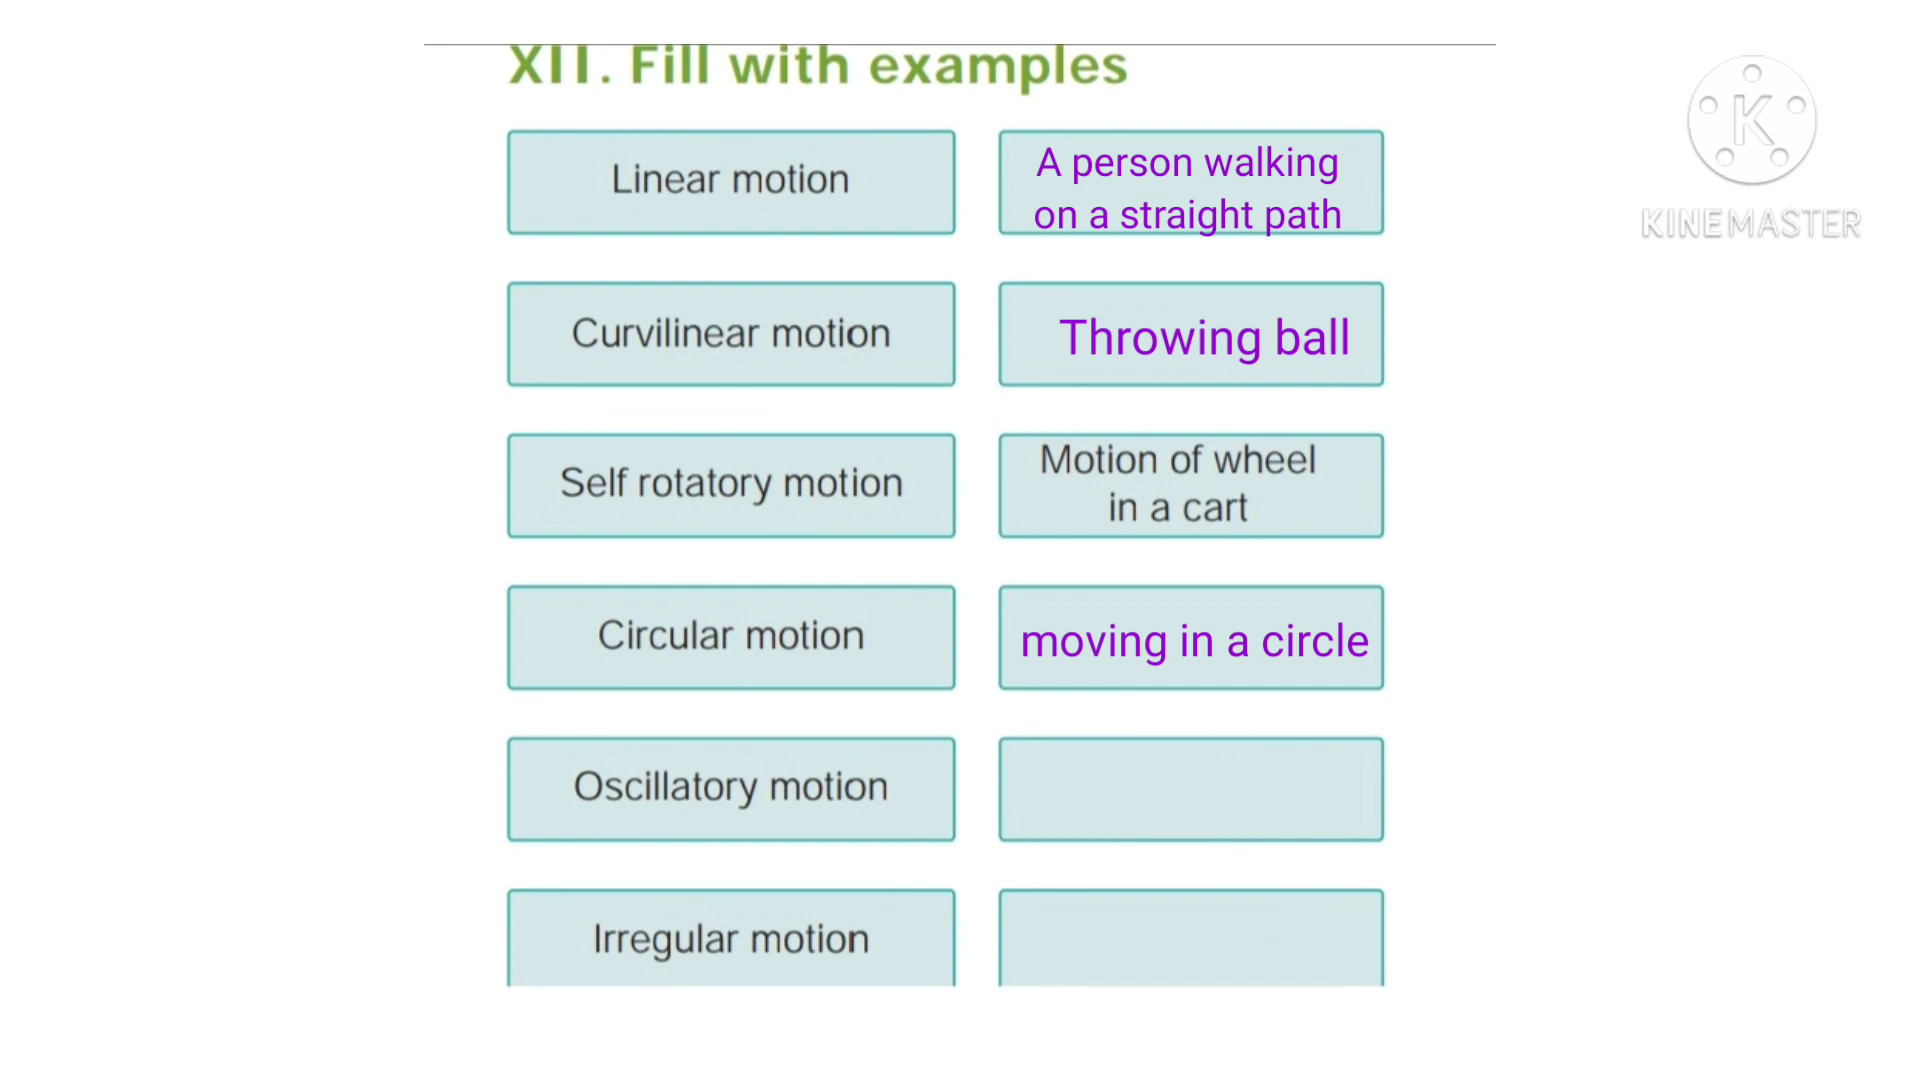 XII. Fill with examples
Linear motion
A person walking
on a straight path
Curvilinear motion
Throwing ball
Self rotatory motion
Motion of wheel
in a cart
Circular motion
moving in a circle
Oscillatory motion
Irregular motion
K
KINEMASTER